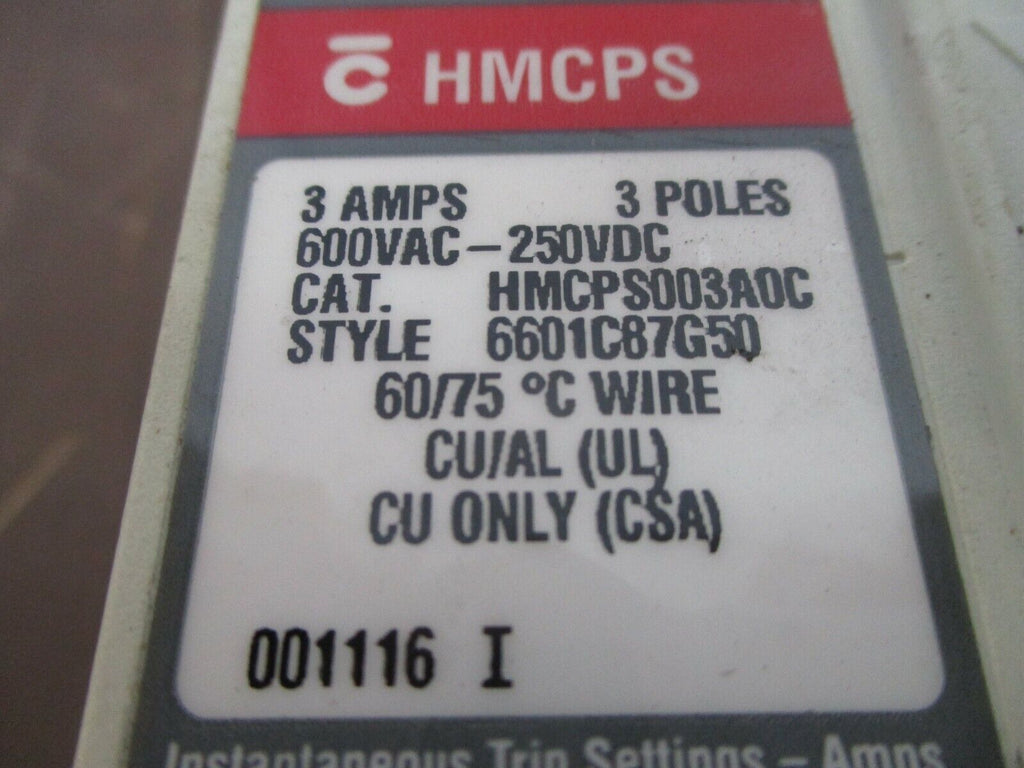 HMCPS
3 AMPS 3 POLES
600VAC – 250VDC
CAT. HMCPS003A0C
STYLE 6601C87G50
60/75 °C WIRE
CU/AL (UL)
CU ONLY (CSA)
001116 I
Instantaneous Trip Settings – Amps